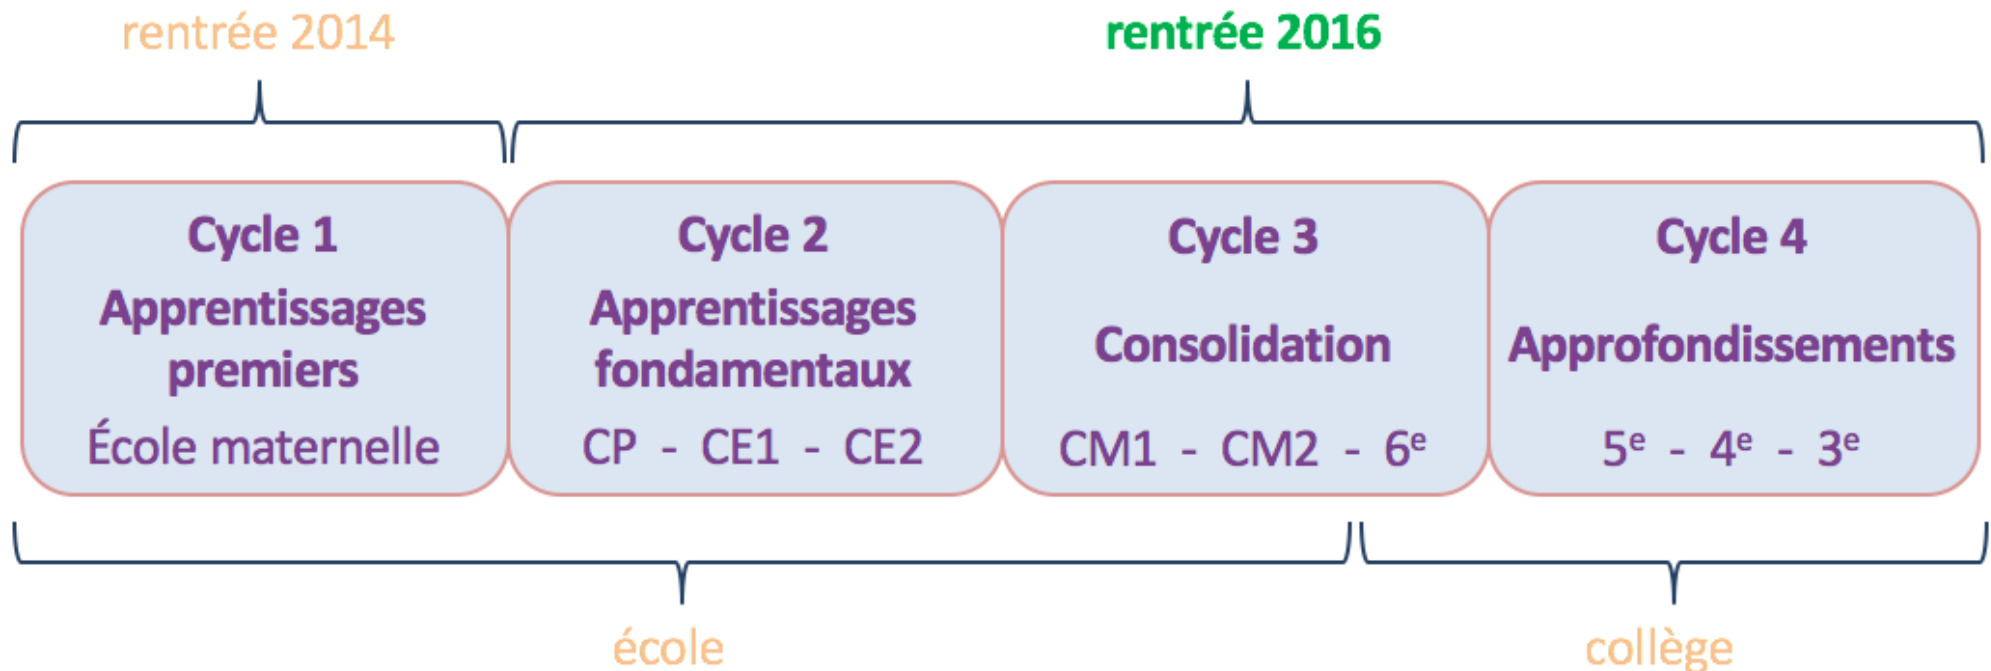 rentrée 2014
rentrée 2016
Cycle 1
Apprentissages
premiers
École maternelle
Cycle 2
Apprentissages
fondamentaux
CP - CE1 - CE2
Cycle 3
Consolidation
CM1 - CM2 - 6e
Cycle 4
Approfondissements
5e - 4e - 3e
école
collège